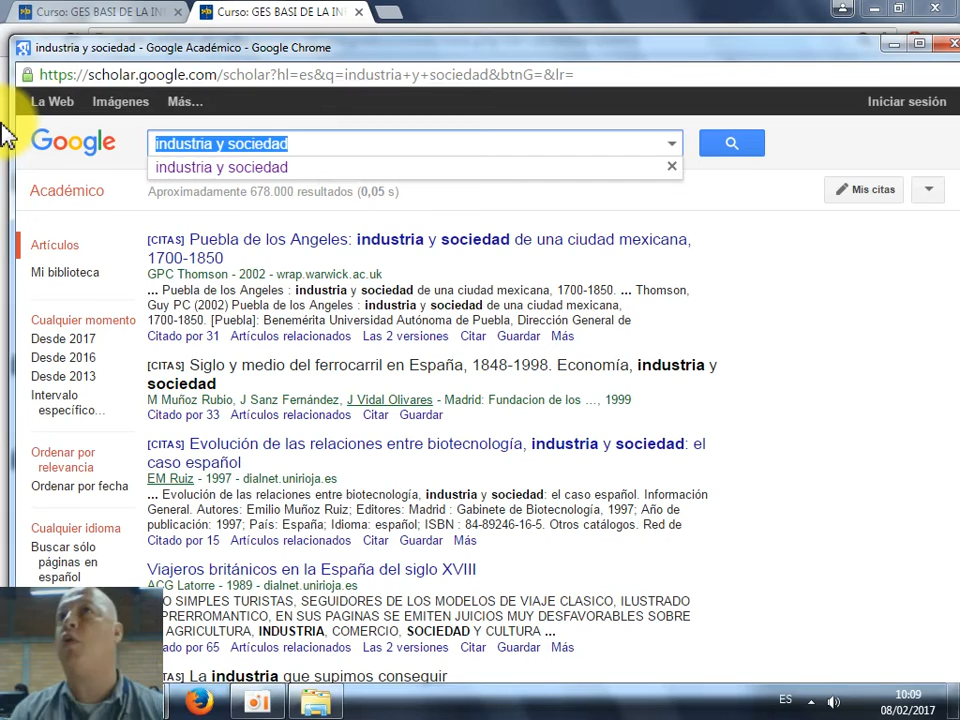 Curso: GES BASI DE LA IN
Curso: GES BASI DE LA IN
industria y sociedad - Google Académico - Google Chrome
https://scholar.google.com/scholar?hl=es&q=industria+y+sociedad&btnG=&lr=
La Web Imágenes Más... Iniciar sesión
Google industria y sociedad
industria y sociedad
Académico Aproximadamente 678.000 resultados (0,05 s) Mis citas
Artículos
Mi biblioteca
Cualquier momento
Desde 2017
Desde 2016
Desde 2013
Intervalo
específico...
Ordenar por
relevancia
Ordenar por fecha
Cualquier idioma
Buscar sólo
páginas en
español
[CITAS] Puebla de los Angeles: industria y sociedad de una ciudad mexicana,
1700-1850
GPC Thomson - 2002 - wrap.warwick.ac.uk
... Puebla de los Angeles : industria y sociedad de una ciudad mexicana, 1700-1850. ... Thomson,
Guy PC (2002) Puebla de los Angeles : industria y sociedad de una ciudad mexicana,
1700-1850. [Puebla]: Benemérita Universidad Autónoma de Puebla, Dirección General de
Citado por 31 Artículos relacionados Las 2 versiones Citar Guardar Más
[CITAS] Siglo y medio del ferrocarril en España, 1848-1998. Economía, industria y
sociedad
M Muñoz Rubio, J Sanz Fernández, J Vidal Olivares - Madrid: Fundacion de los ..., 1999
Citado por 33 Artículos relacionados Citar Guardar
[CITAS] Evolución de las relaciones entre biotecnología, industria y sociedad: el
caso español
EM Ruiz - 1997 - dialnet.unirioja.es
... Evolución de las relaciones entre biotecnología, industria y sociedad: el caso español. Información
General. Autores: Emilio Muñoz Ruiz; Editores: Madrid : Gabinete de Biotecnología, 1997; Año de
publicación: 1997; País: España; Idioma: español; ISBN : 84-89246-16-5. Otros catálogos. Red de
Citado por 15 Artículos relacionados Citar Guardar Más
Viajeros británicos en la España del siglo XVIII
ACG Latorre - 1989 - dialnet.unirioja.es
O SIMPLES TURISTAS, SEGUIDORES DE LOS MODELOS DE VIAJE CLASICO, ILUSTRADO
PRERROMANTICO, EN SUS PAGINAS SE EMITEN JUICIOS MUY DESFAVORABLES SOBRE
AGRICULTURA, INDUSTRIA, COMERCIO, SOCIEDAD Y CULTURA ...
ado por 65 Artículos relacionados Las 2 versiones Citar Guardar Más
TAS] La industria que supimos conseguir
ES 10:09
08/02/2017